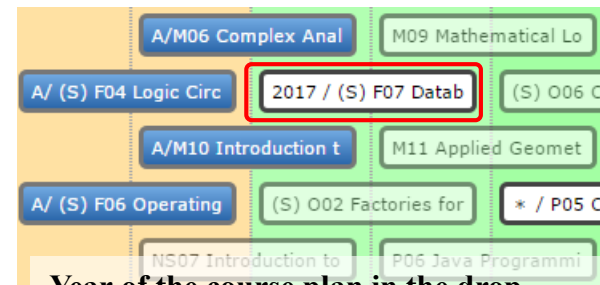 A/M06 Complex Anal M09 Mathematical Lo
A/ (S) F04 Logic Circ 2017 / (S) F07 Datab (S) O06 C
A/M10 Introduction t M11 Applied Geomet
A/ (S) F06 Operating (S) O02 Factories for * / P05 C
NS07 Introduction to P06 Java Programmi
Year of the course plan in the drop